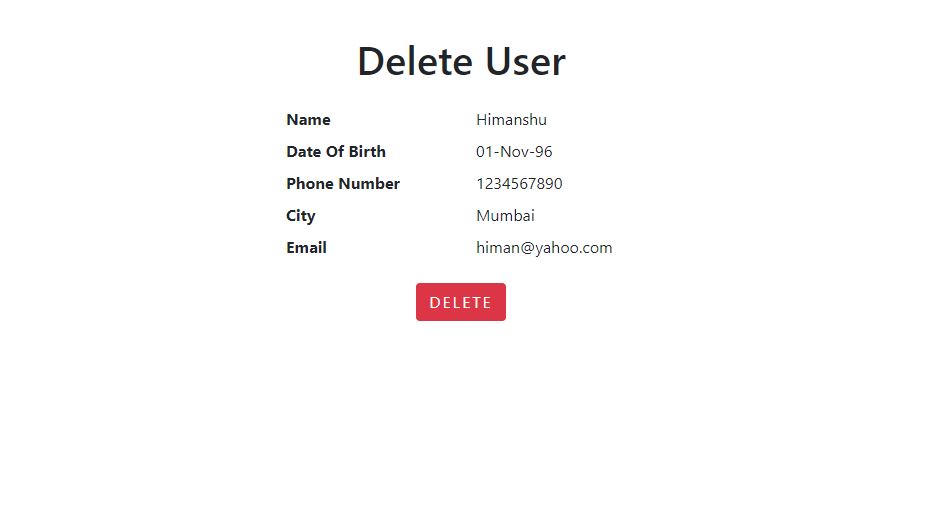 Delete User
Name Himanshu
Date Of Birth 01-Nov-96
Phone Number 1234567890
City Mumbai
Email himan@yahoo.com
DELETE